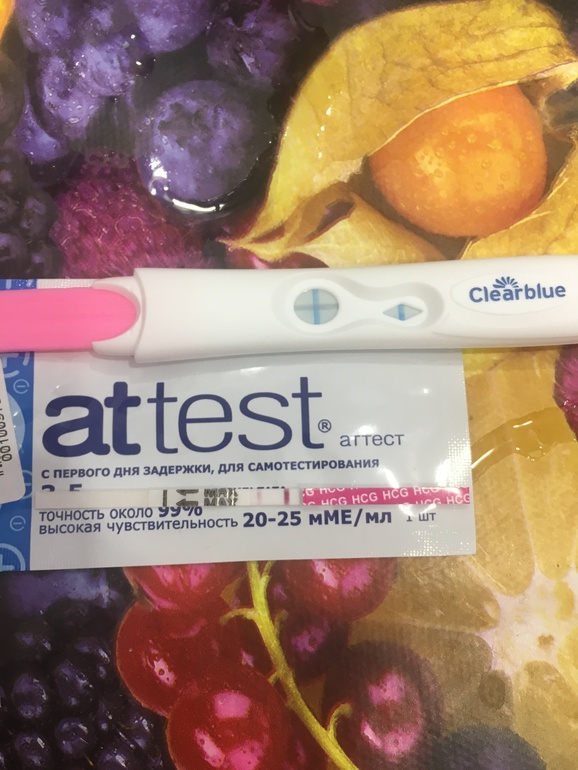 Clearblue
attest®
аттест
С ПЕРВОГО ДНЯ ЗАДЕРЖКИ, ДЛЯ САМОТЕСТИРОВАНИЯ
HCG HCG HCG HCG HCG
точность около 99%
высокая чувствительность 20-25 мМЕ/мл 1 шт